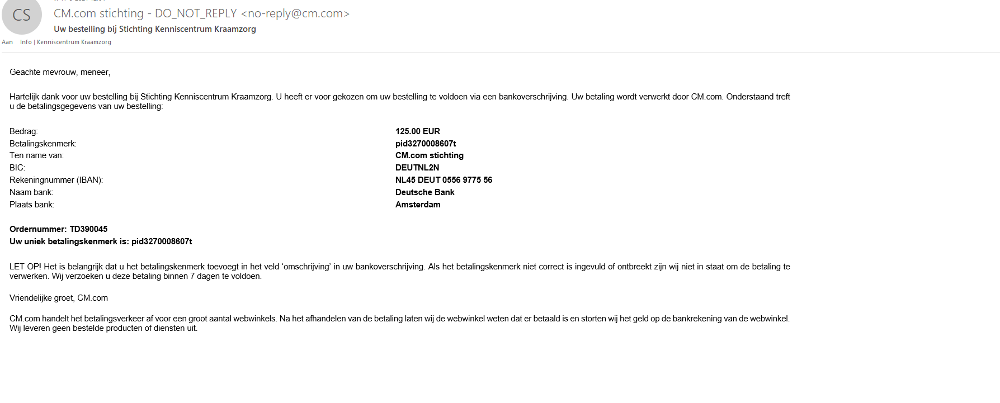 CS
CM.com stichting - DO_NOT_REPLY <no-reply@cm.com>
Uw bestelling bij Stichting Kenniscentrum Kraamzorg
Aan Info | Kenniscentrum Kraamzorg
Geachte mevrouw, meneer,
Hartelijk dank voor uw bestelling bij Stichting Kenniscentrum Kraamzorg. U heeft er voor gekozen om uw bestelling te voldoen via een bankoverschrijving. Uw betaling wordt verwerkt door CM.com. Onderstaand treft
u de betalingsgegevens van uw bestelling:
Bedrag: 125.00 EUR
Betalingskenmerk: pid3270008607t
Ten name van: CM.com stichting
BIC: DEUTNL2N
Rekeningnummer (IBAN): NL45 DEUT 0556 9775 56
Naam bank: Deutsche Bank
Plaats bank: Amsterdam
Ordernummer: TD390045
Uw uniek betalingskenmerk is: pid3270008607t
LET OP! Het is belangrijk dat u het betalingskenmerk toevoegt in het veld ‘omschrijving’ in uw bankoverschrijving. Als het betalingskenmerk niet correct is ingevuld of ontbreekt zijn wij niet in staat om de betaling te
verwerken. Wij verzoeken u deze betaling binnen 7 dagen te voldoen.
Vriendelijke groet, CM.com
CM.com handelt het betalingsverkeer af voor een groot aantal webwinkels. Na het afhandelen van de betaling laten wij de webwinkel weten dat er betaald is en storten wij het geld op de bankrekening van de webwinkel.
Wij leveren geen bestelde producten of diensten uit.